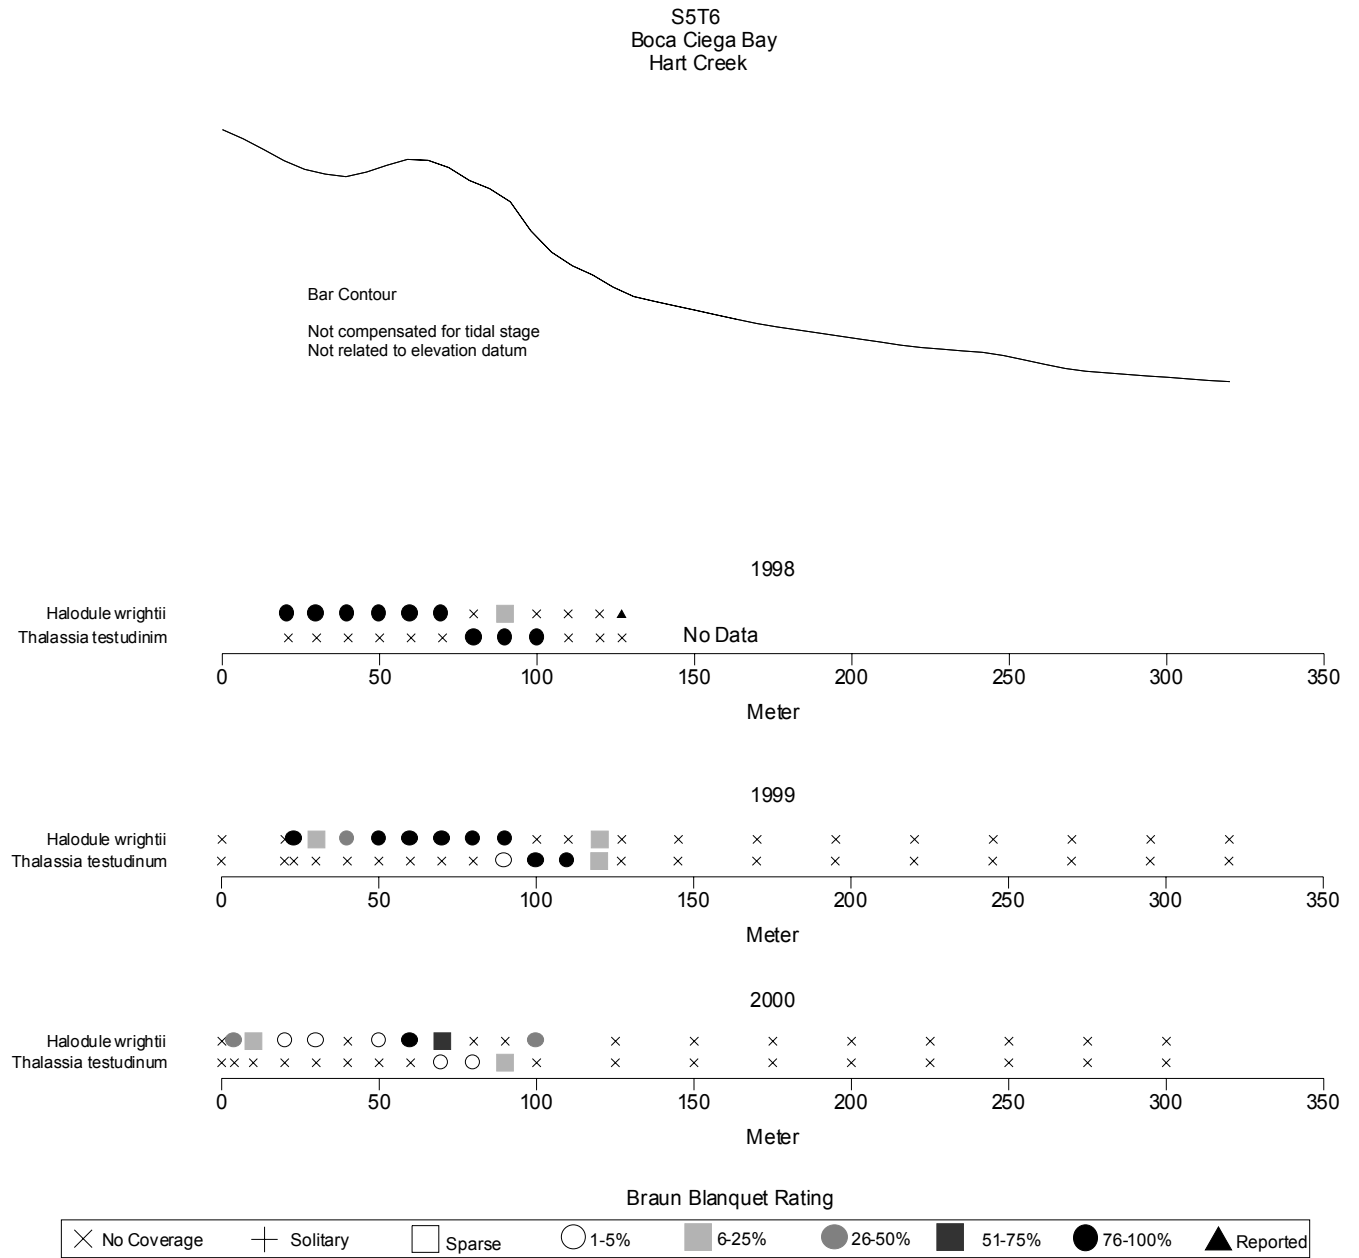 S5T6
Boca Ciega Bay
Hart Creek
Bar Contour
Not compensated for tidal stage
Not related to elevation datum
1998
Halodule wrightii
Thalassia testudinim
No Data
0 50 100 150 200 250 300 350
Meter
1999
Halodule wrightii
Thalassia testudinum
0 50 100 150 200 250 300 350
Meter
2000
Halodule wrightii
Thalassia testudinum
0 50 100 150 200 250 300 350
Meter
Braun Blanquet Rating
No Coverage Solitary Sparse 1-5% 6-25% 26-50% 51-75% 76-100% Reported